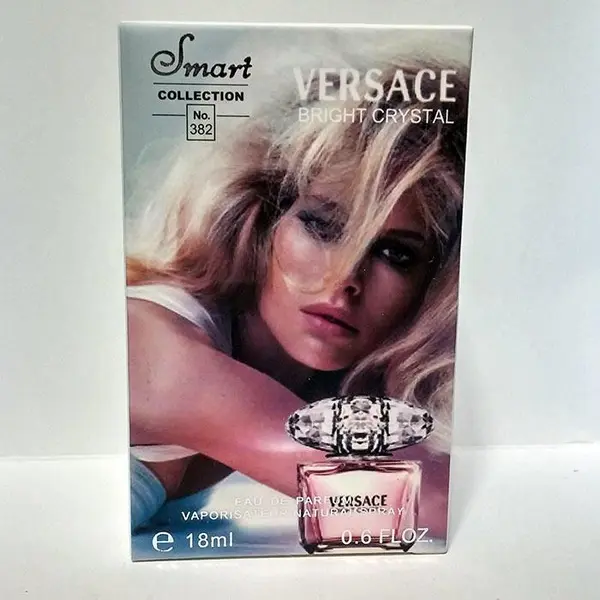 Smart
COLLECTION
No.
382
VERSACE
BRIGHT CRYSTAL
VERSACE
EAU DE PARFUM
VAPORISATEUR NATURAL SPRAY
e 18ml
0.6 FLOZ.